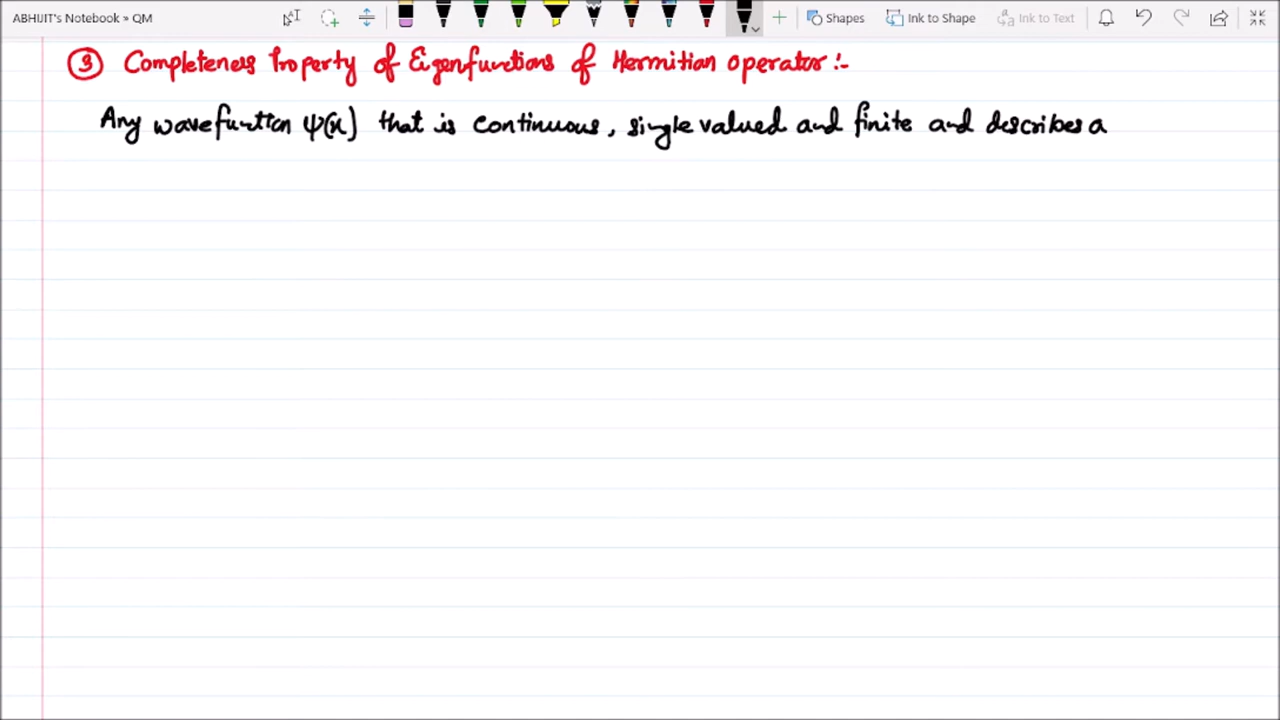 ABHIJIT's Notebook » QM
Shapes
Ink to Shape
Ink to Text
③ Completeness Property of Eigenfunctions of Hermitian operator :-
Any wavefunction ψ(x) that is continuous, single valued and finite and describes a